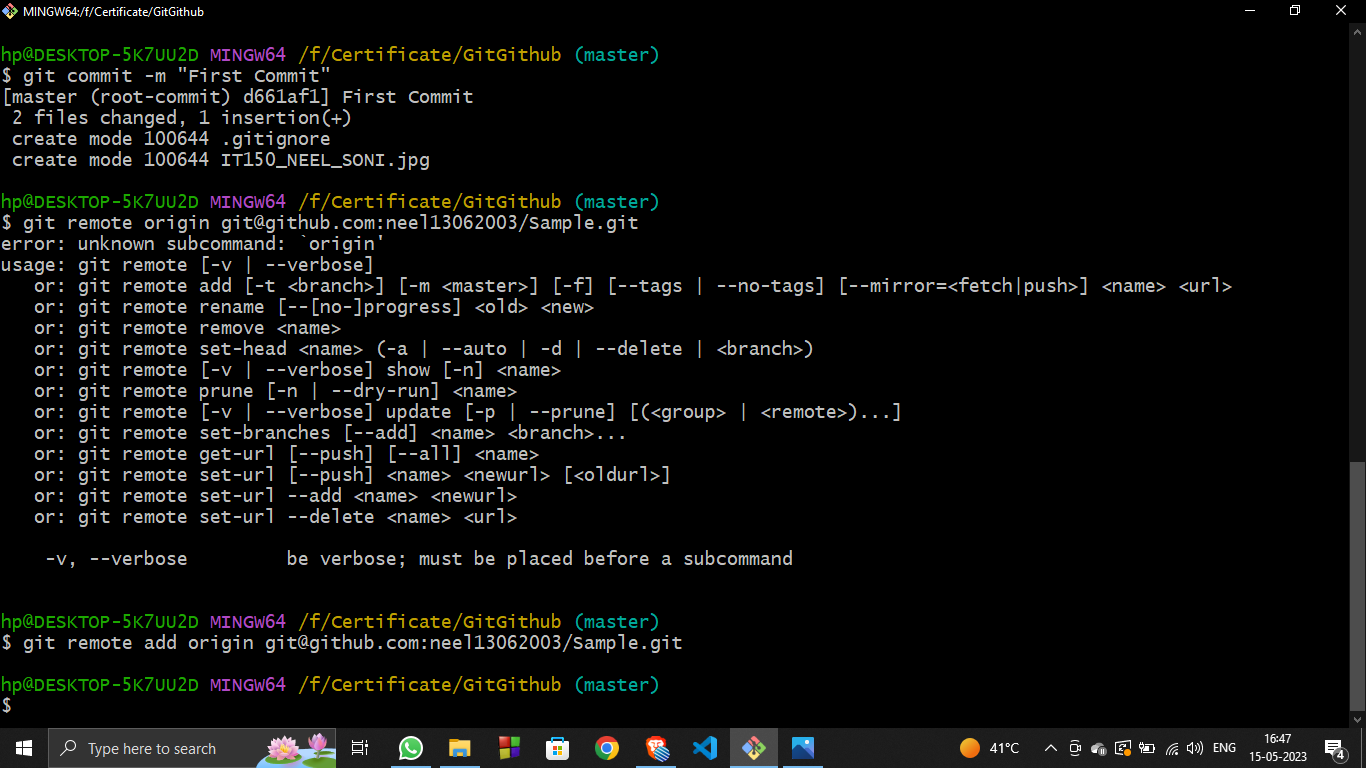 MINGW64:/f/Certificate/GitGithub
hp@DESKTOP-5K7UU2D MINGW64 /f/Certificate/GitGithub (master)
$ git commit -m "First Commit"
[master (root-commit) d661af1] First Commit
 2 files changed, 1 insertion(+)
 create mode 100644 .gitignore
 create mode 100644 IT150_NEEL_SONI.jpg
hp@DESKTOP-5K7UU2D MINGW64 /f/Certificate/GitGithub (master)
$ git remote origin git@github.com:neel13062003/Sample.git
error: unknown subcommand: `origin'
usage: git remote [-v | --verbose]
   or: git remote add [-t <branch>] [-m <master>] [-f] [--tags | --no-tags] [--mirror=<fetch|push>] <name> <url>
   or: git remote rename [--[no-]progress] <old> <new>
   or: git remote remove <name>
   or: git remote set-head <name> (-a | --auto | -d | --delete | <branch>)
   or: git remote [-v | --verbose] show [-n] <name>
   or: git remote prune [-n | --dry-run] <name>
   or: git remote [-v | --verbose] update [-p | --prune] [(<group> | <remote>)...]
   or: git remote set-branches [--add] <name> <branch>...
   or: git remote get-url [--push] [--all] <name>
   or: git remote set-url [--push] <name> <newurl> [<oldurl>]
   or: git remote set-url --add <name> <newurl>
   or: git remote set-url --delete <name> <url>
    -v, --verbose         be verbose; must be placed before a subcommand
hp@DESKTOP-5K7UU2D MINGW64 /f/Certificate/GitGithub (master)
$ git remote add origin git@github.com:neel13062003/Sample.git
hp@DESKTOP-5K7UU2D MINGW64 /f/Certificate/GitGithub (master)
$
Type here to search
41°C
ENG
16:47
15-05-2023
4